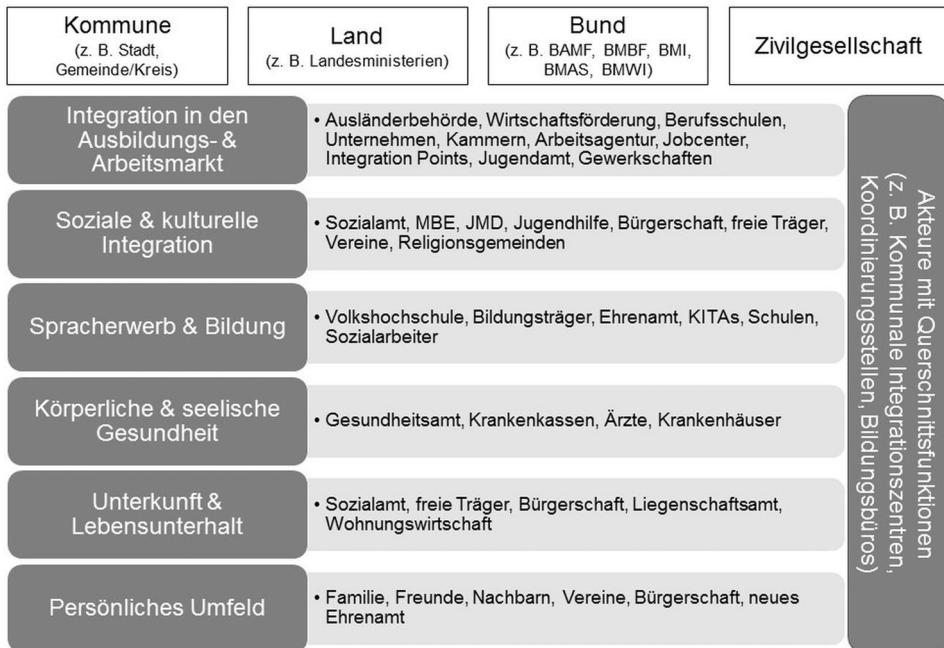 Kommune
(z. B. Stadt,
Gemeinde/Kreis)
Land
(z. B. Landesministerien)
Bund
(z. B. BAMF, BMBF, BMI,
BMAS, BMWI)
Zivilgesellschaft
Integration in den
Ausbildungs- &
Arbeitsmarkt
• Ausländerbehörde, Wirtschaftsförderung, Berufsschulen,
Unternehmen, Kammern, Arbeitsagentur, Jobcenter,
Integration Points, Jugendamt, Gewerkschaften
Soziale & kulturelle
Integration
• Sozialamt, MBE, JMD, Jugendhilfe, Bürgerschaft, freie Träger,
Vereine, Religionsgemeinden
Spracherwerb & Bildung
• Volkshochschule, Bildungsträger, Ehrenamt, KITAs, Schulen,
Sozialarbeiter
Körperliche & seelische
Gesundheit
• Gesundheitsamt, Krankenkassen, Ärzte, Krankenhäuser
Unterkunft &
Lebensunterhalt
• Sozialamt, freie Träger, Bürgerschaft, Liegenschaftsamt,
Wohnungswirtschaft
Persönliches Umfeld
• Familie, Freunde, Nachbarn, Vereine, Bürgerschaft, neues
Ehrenamt
Akteure mit Querschnittsfunktionen
(z. B. Kommunale Integrationszentren,
Koordinierungsstellen, Bildungsbüros)